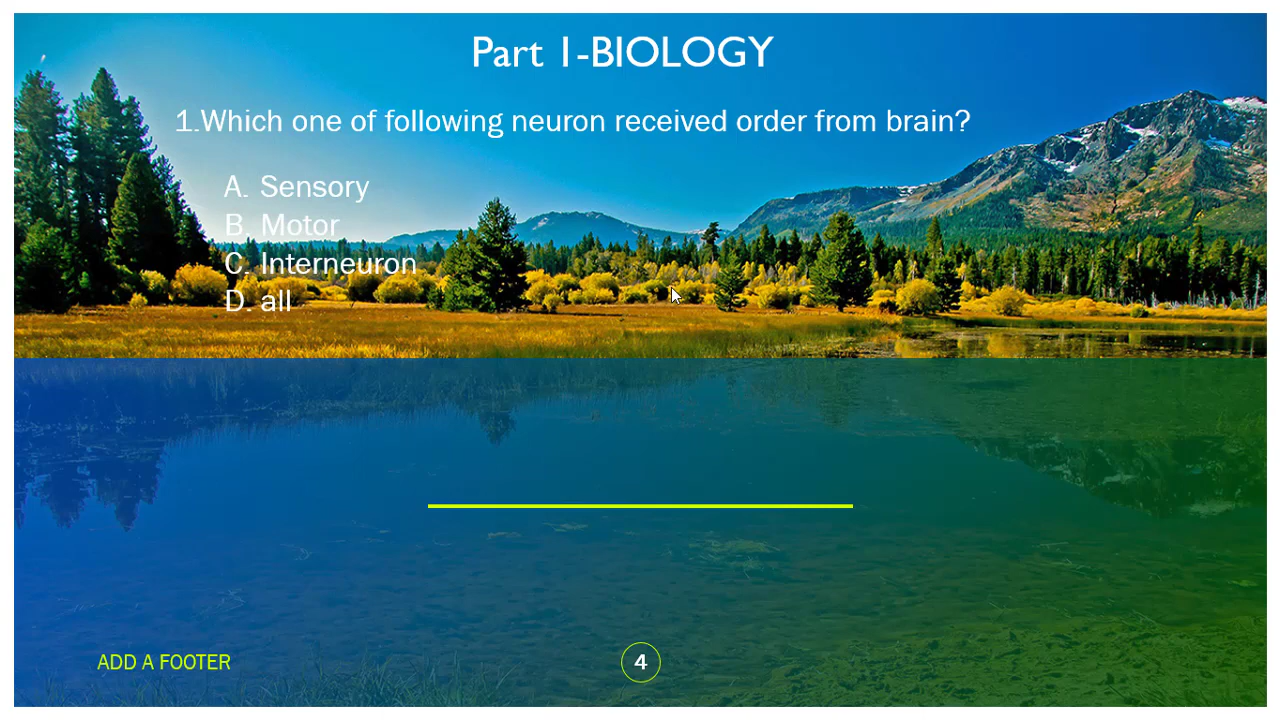 Part 1-BIOLOGY
1.Which one of following neuron received order from brain?
A. Sensory
B. Motor
C. Interneuron
D. all
ADD A FOOTER
4